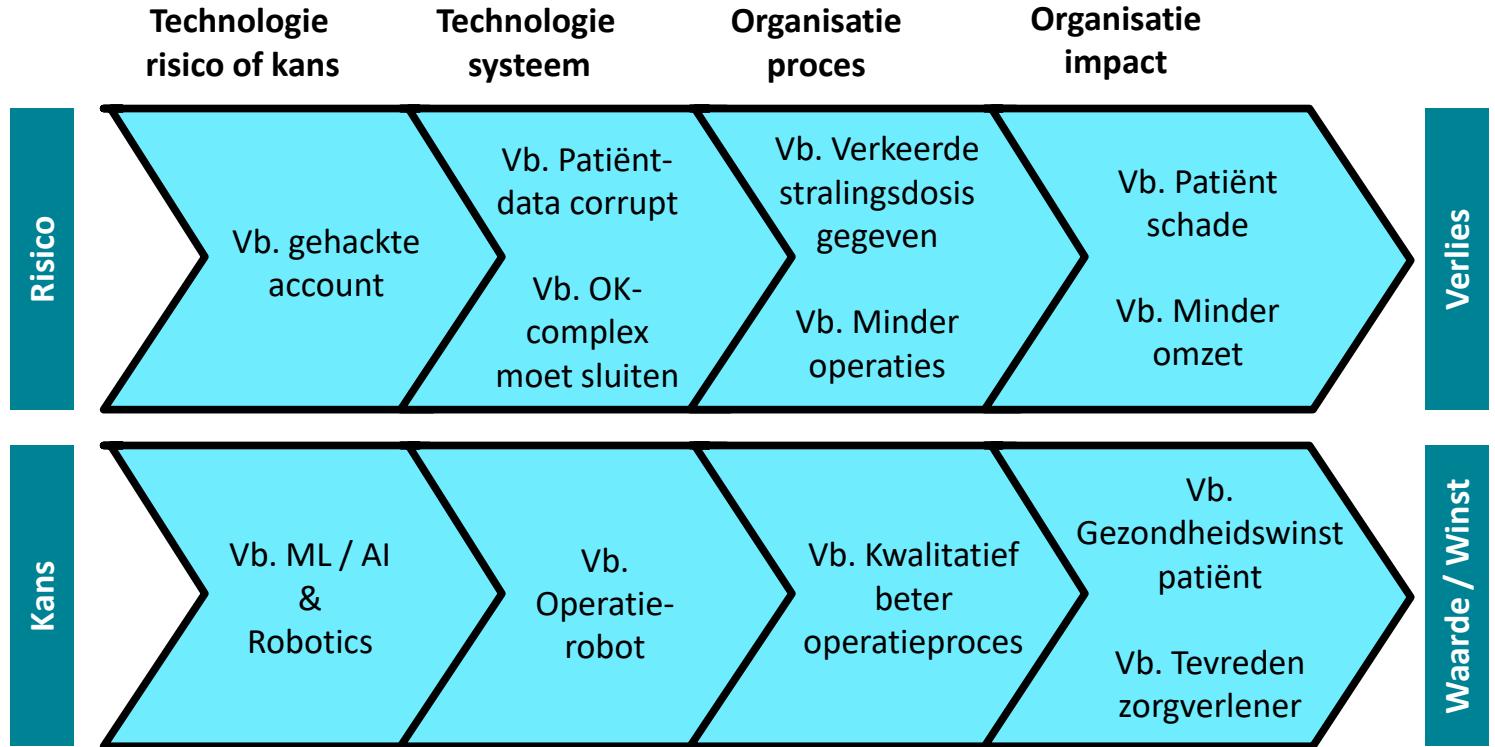 Technologie
risico of kans
Technologie
systeem
Organisatie
proces
Organisatie
impact
Risico
Vb. gehackte
account
Vb. Patiënt-
data corrupt
Vb. OK-
complex
moet sluiten
Vb. Verkeerde
stralingsdosis
gegeven
Vb. Minder
operaties
Vb. Patiënt
schade
Vb. Minder
omzet
Verlies
Kans
Vb. ML / AI
&
Robotics
Vb.
Operatie-
robot
Vb. Kwalitatief
beter
operatieproces
Vb.
Gezondheidswinst
patiënt
Vb. Tevreden
zorgverlener
Waarde / Winst